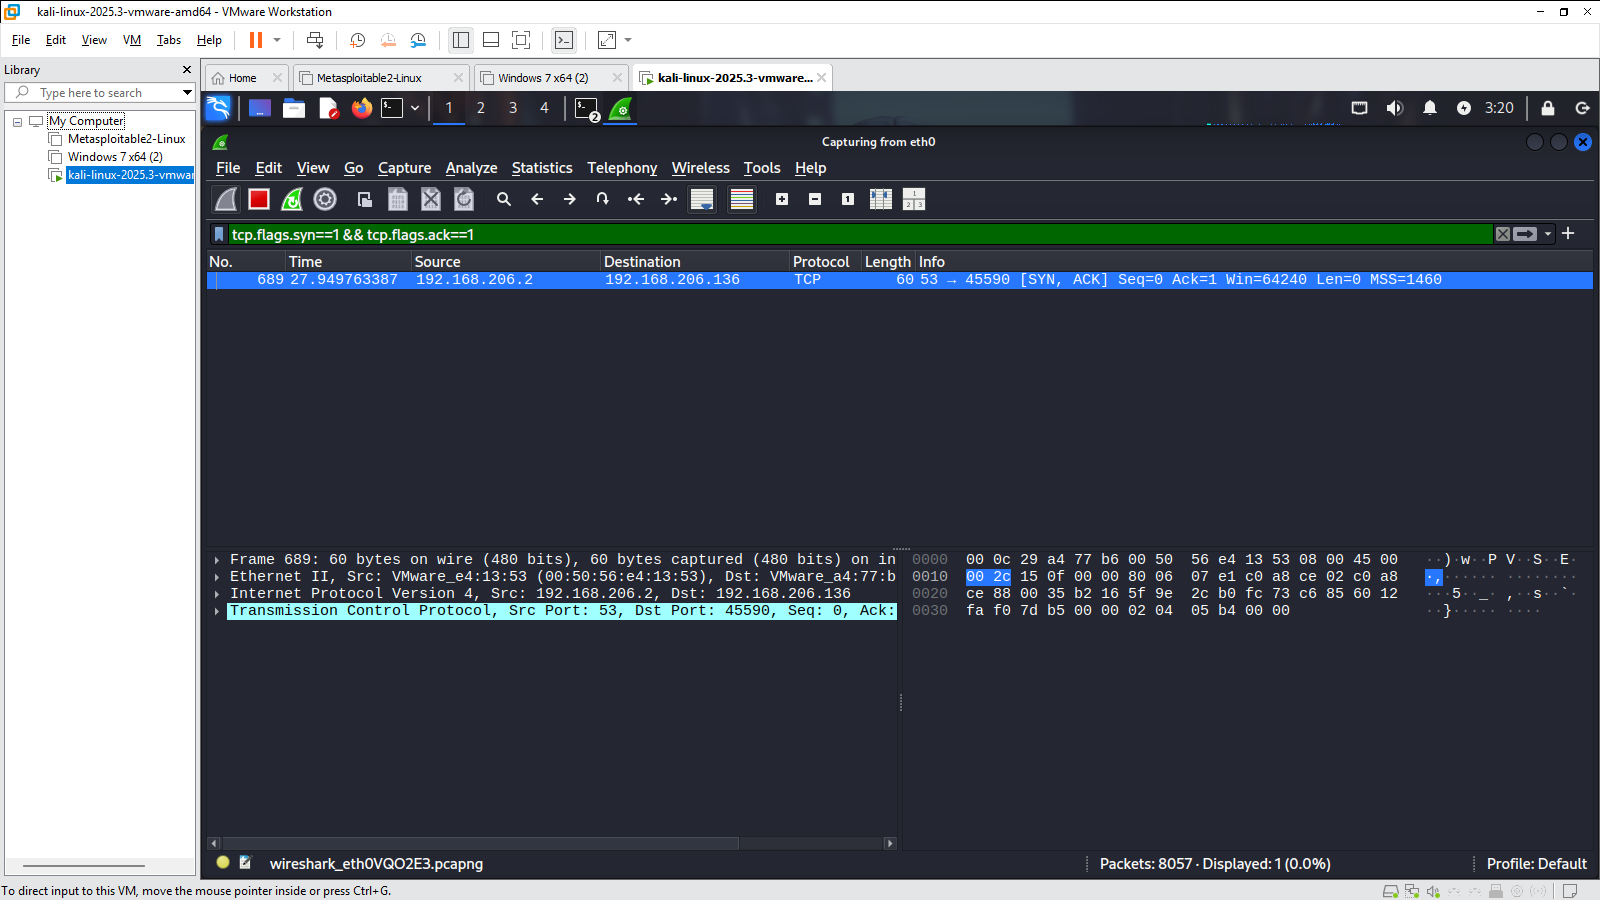 kali-linux-2025.3-vmware-amd64 - VMware Workstation
File Edit View VM Tabs Help
Library
Type here to search
My Computer
Metasploitable2-Linux
Windows 7 x64 (2)
kali-linux-2025.3-vmwar
Home Metasploitable2-Linux Windows 7 x64 (2) kali-linux-2025.3-vmware...
1 2 3 4 2 3:20
Capturing from eth0
File Edit View Go Capture Analyze Statistics Telephony Wireless Tools Help
tcp.flags.syn==1 && tcp.flags.ack==1
No. Time Source Destination Protocol Length Info
689 27.949763387 192.168.206.2 192.168.206.136 TCP 60 53 → 45590 [SYN, ACK] Seq=0 Ack=1 Win=64240 Len=0 MSS=1460
Frame 689: 60 bytes on wire (480 bits), 60 bytes captured (480 bits) on in
Ethernet II, Src: VMware_e4:13:53 (00:50:56:e4:13:53), Dst: VMware_a4:77:b
Internet Protocol Version 4, Src: 192.168.206.2, Dst: 192.168.206.136
Transmission Control Protocol, Src Port: 53, Dst Port: 45590, Seq: 0, Ack:
0000 00 0c 29 a4 77 b6 00 50 56 e4 13 53 08 00 45 00 ··)·w··P V··S··E·
0010 00 2c 15 0f 00 00 80 06 07 e1 c0 a8 ce 02 c0 a8 ·,······ ········
0020 ce 88 00 35 b2 16 5f 9e 2c b0 fc 73 c6 85 60 12 ···5··_· ,··s··`·
0030 fa f0 7d b5 00 00 02 04 05 b4 00 00 ··}····· ····
wireshark_eth0VQO2E3.pcapng Packets: 8057 · Displayed: 1 (0.0%) Profile: Default
To direct input to this VM, move the mouse pointer inside or press Ctrl+G.